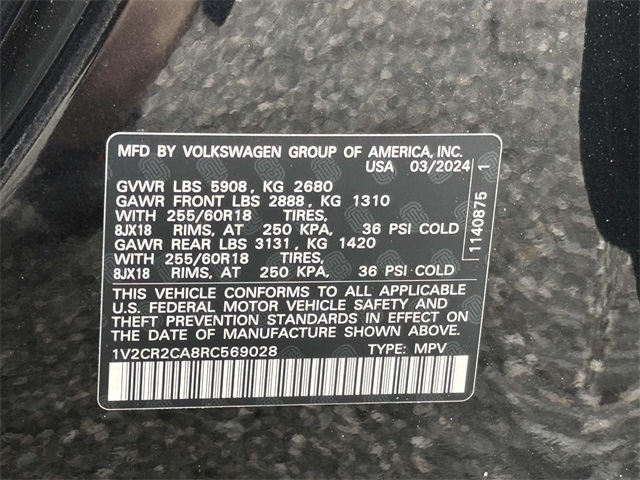 MFD BY VOLKSWAGEN GROUP OF AMERICA, INC.
USA 03/2024
GVWR LBS 5908, KG 2680
GAWR FRONT LBS 2888, KG 1310
WITH 255/60R18 TIRES,
8JX18 RIMS, AT 250 KPA, 36 PSI COLD
GAWR REAR LBS 3131, KG 1420
WITH 255/60R18 TIRES,
8JX18 RIMS, AT 250 KPA, 36 PSI COLD
THIS VEHICLE CONFORMS TO ALL APPLICABLE
U.S. FEDERAL MOTOR VEHICLE SAFETY AND
THEFT PREVENTION STANDARDS IN EFFECT ON
THE DATE OF MANUFACTURE SHOWN ABOVE.
1V2CR2CA8RC569028 TYPE: MPV
1140875 1